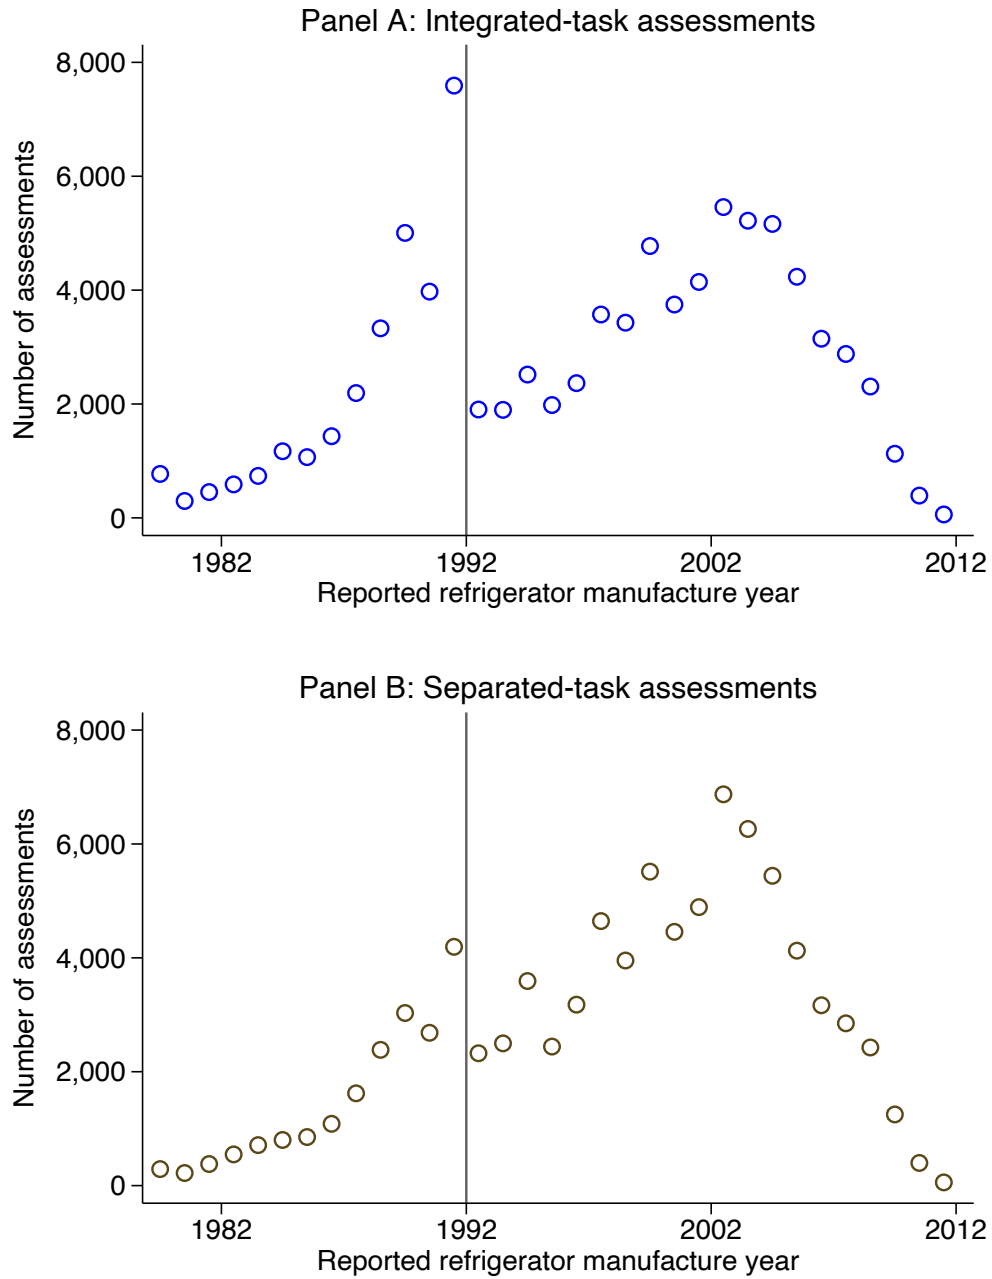 Panel A: Integrated-task assessments
Number of assessments
8,000
6,000
4,000
2,000
0
1982 1992 2002 2012
Reported refrigerator manufacture year
Panel B: Separated-task assessments
Number of assessments
8,000
6,000
4,000
2,000
0
1982 1992 2002 2012
Reported refrigerator manufacture year